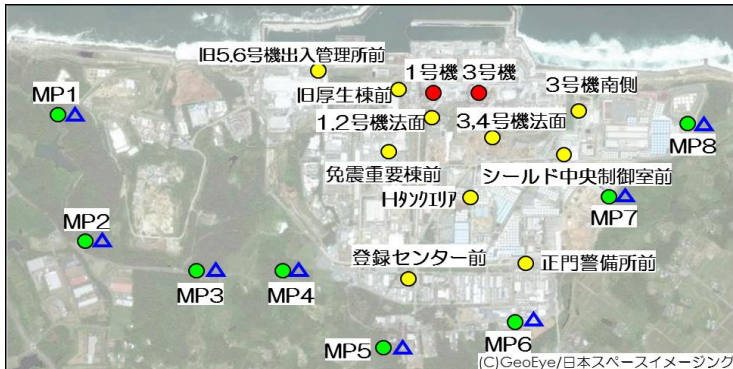 旧5,6号機出入管理所前
MP1
旧厚生棟前
1号機
3号機
3号機南側
1,2号機法面
3,4号機法面
MP8
免震重要棟前
シールド中央制御室前
Hﾀﾝｸｴﾘｱ
MP7
MP2
登録センター前
正門警備所前
MP3
MP4
MP5
MP6
(C)GeoEye/日本スペースイメージング